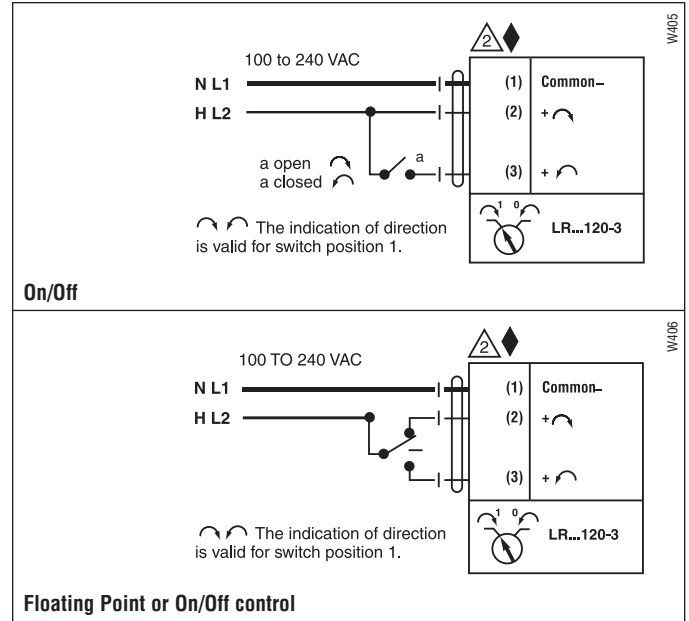 W405
2
100 to 240 VAC
N L1
(1) Common–
H L2
(2) +
a
a open
a closed
(3) +
1 0
The indication of direction
is valid for switch position 1.
LR...120-3
On/Off
W406
2
100 TO 240 VAC
N L1
(1) Common–
H L2
(2) +
(3) +
1 0
The indication of direction
is valid for switch position 1.
LR...120-3
Floating Point or On/Off control